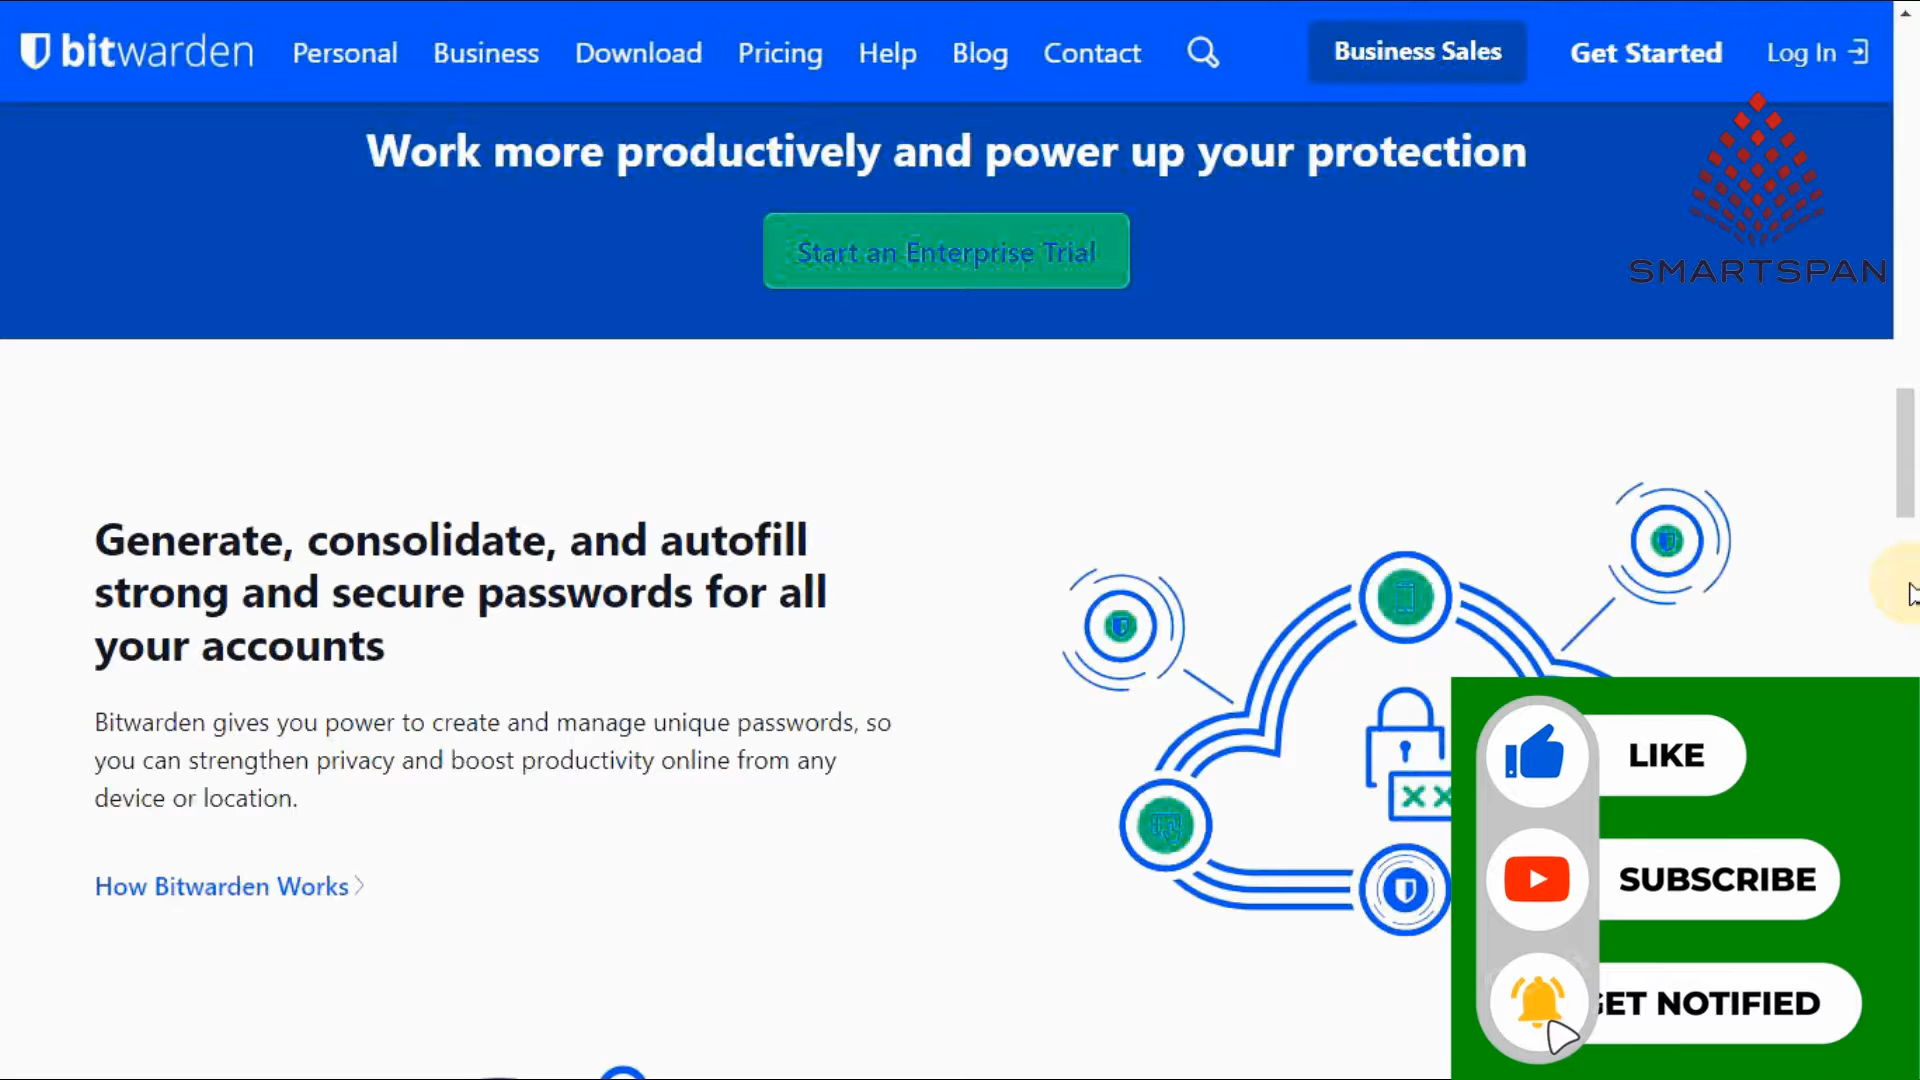 bitwarden
Personal
Business
Download
Pricing
Help
Blog
Contact
Business Sales
Get Started
Log In
Work more productively and power up your protection
Start an Enterprise Trial
SMARTSPAN
Generate, consolidate, and autofill
strong and secure passwords for all
your accounts
Bitwarden gives you power to create and manage unique passwords, so
you can strengthen privacy and boost productivity online from any
device or location.
How Bitwarden Works
LIKE
SUBSCRIBE
GET NOTIFIED